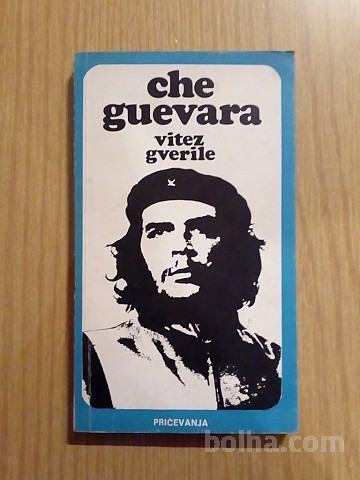 che
guevara
vitez
gverile
PRIČEVANJA
bolha.com